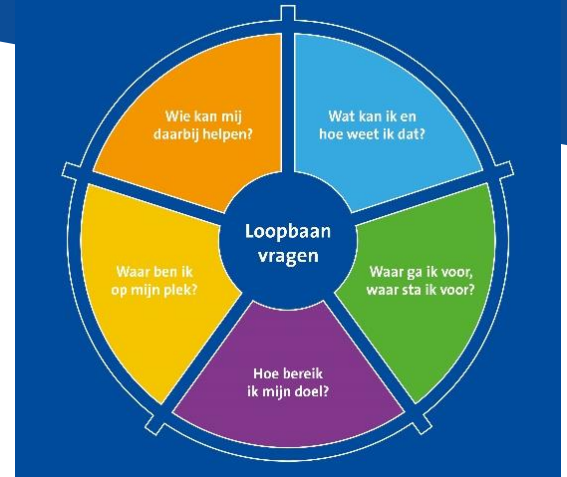 Loopbaan
vragen
Wat kan ik en
hoe weet ik dat?
Waar ga ik voor,
waar sta ik voor?
Hoe bereik
ik mijn doel?
Waar ben ik
op mijn plek?
Wie kan mij
daarbij helpen?